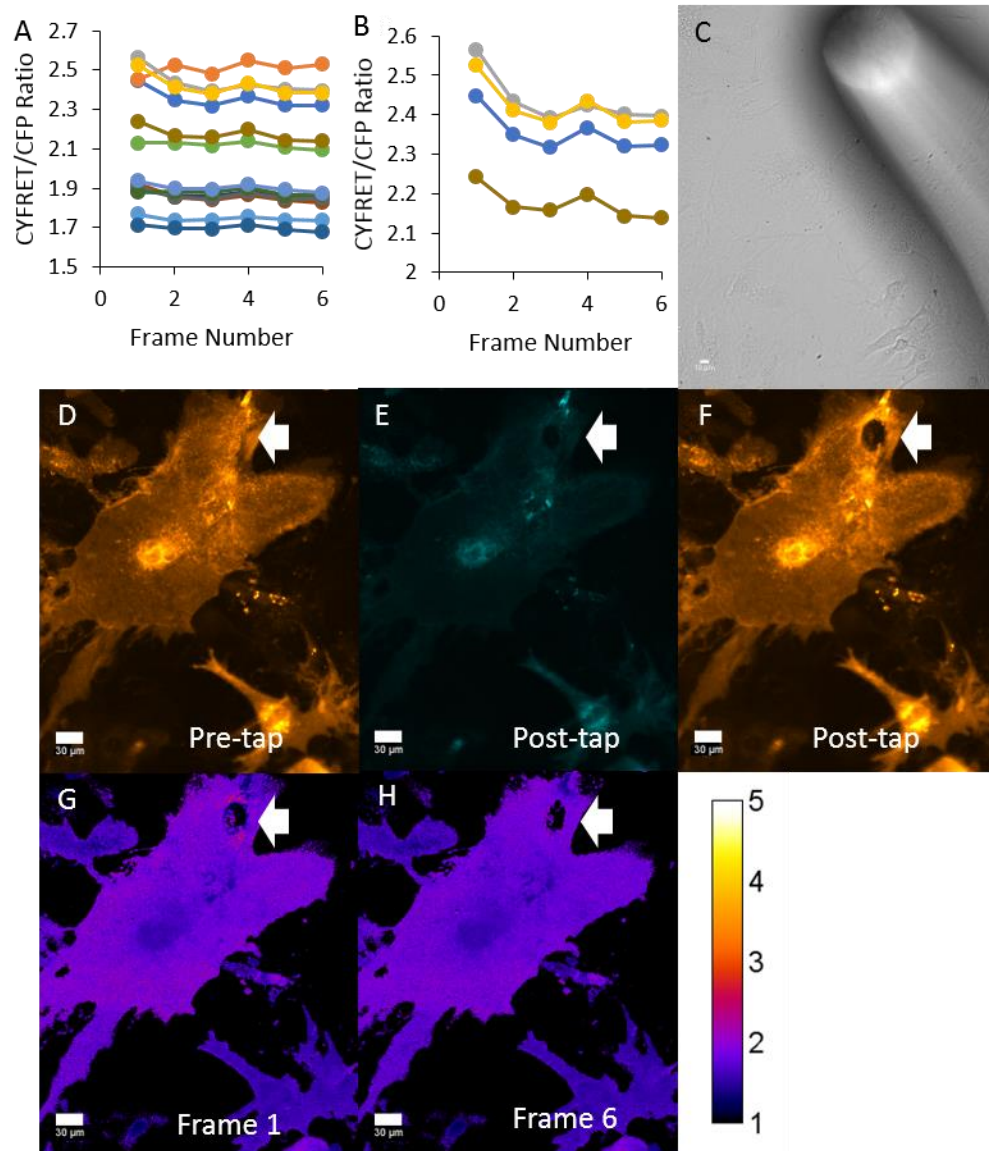 A
CYFRET/CFP Ratio
2.7
2.5
2.3
2.1
1.9
1.7
1.5
0
2
4
6
Frame Number
B
CYFRET/CFP Ratio
2.6
2.5
2.4
2.3
2.2
2.1
2
0
2
4
6
Frame Number
C
D
Pre-tap
30 µm
E
Post-tap
30 µm
F
Post-tap
30 µm
G
Frame 1
30 µm
H
Frame 6
30 µm
5
4
3
2
1